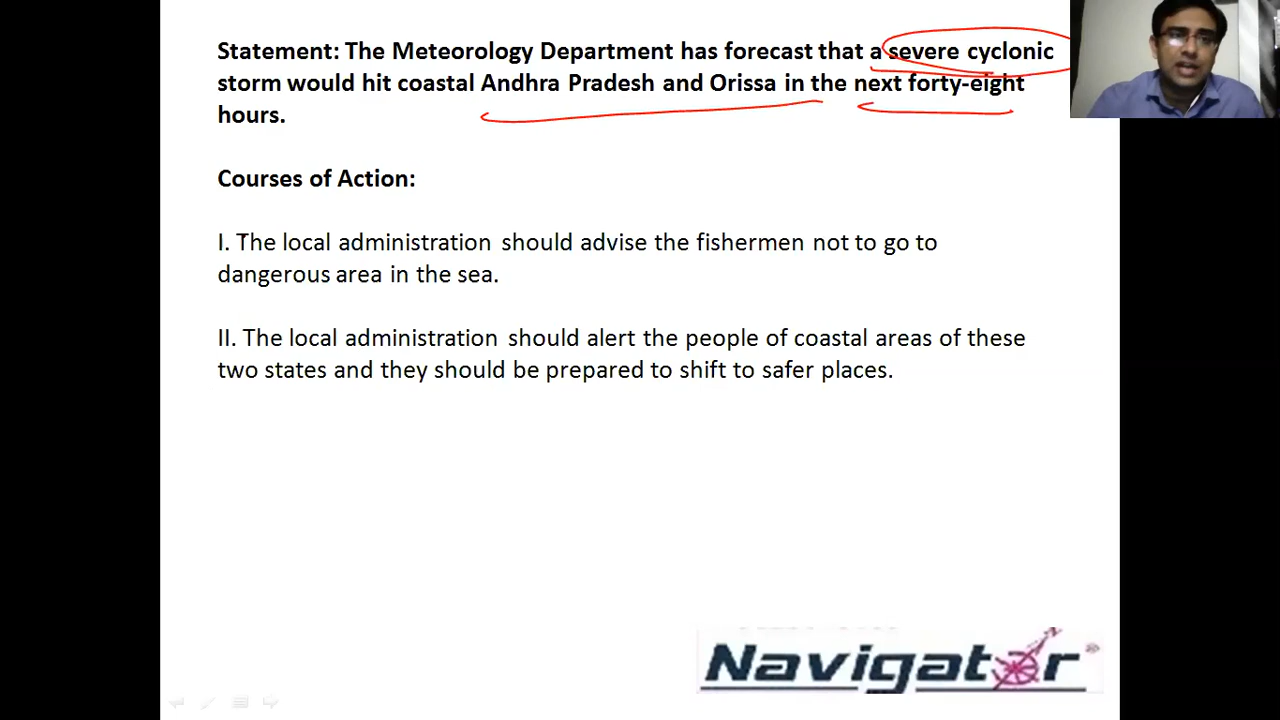 Statement: The Meteorology Department has forecast that a severe cyclonic
storm would hit coastal Andhra Pradesh and Orissa in the next forty-eight
hours.
Courses of Action:
I. The local administration should advise the fishermen not to go to
dangerous area in the sea.
II. The local administration should alert the people of coastal areas of these
two states and they should be prepared to shift to safer places.
Navigator